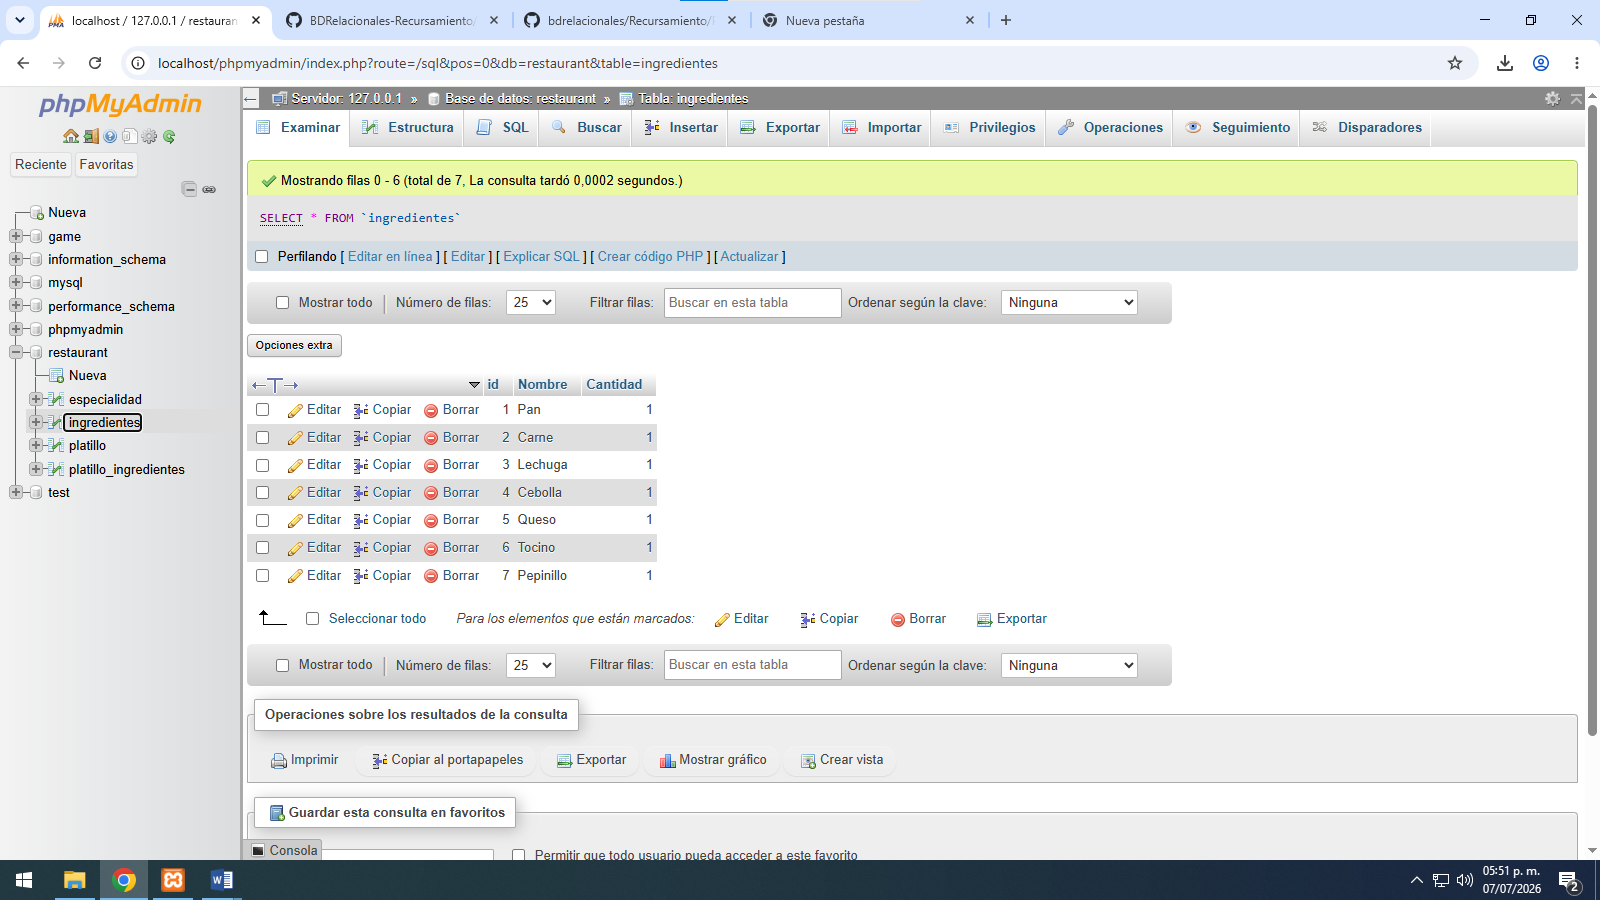 localhost / 127.0.0.1 / restauran
BDRelacionales-Recursamiento/
bdrelacionales/Recursamiento/
Nueva pestaña
localhost/phpmyadmin/index.php?route=/sql&pos=0&db=restaurant&table=ingredientes
phpMyAdmin
Reciente
Favoritas
Nueva
game
information_schema
mysql
performance_schema
phpmyadmin
restaurant
Nueva
especialidad
ingredientes
platillo
platillo_ingredientes
test
Servidor: 127.0.0.1 » Base de datos: restaurant » Tabla: ingredientes
Examinar Estructura SQL Buscar Insertar Exportar Importar Privilegios Operaciones Seguimiento Disparadores
Mostrando filas 0 - 6 (total de 7, La consulta tardó 0,0002 segundos.)
SELECT * FROM `ingredientes`
Perfilando [ Editar en línea ] [ Editar ] [ Explicar SQL ] [ Crear código PHP ] [ Actualizar ]
Mostrar todo Número de filas: 25 Filtrar filas: Buscar en esta tabla Ordenar según la clave: Ninguna
Opciones extra
←T→ id Nombre Cantidad
Editar Copiar Borrar 1 Pan 1
Editar Copiar Borrar 2 Carne 1
Editar Copiar Borrar 3 Lechuga 1
Editar Copiar Borrar 4 Cebolla 1
Editar Copiar Borrar 5 Queso 1
Editar Copiar Borrar 6 Tocino 1
Editar Copiar Borrar 7 Pepinillo 1
Seleccionar todo Para los elementos que están marcados: Editar Copiar Borrar Exportar
Mostrar todo Número de filas: 25 Filtrar filas: Buscar en esta tabla Ordenar según la clave: Ninguna
Operaciones sobre los resultados de la consulta
Imprimir Copiar al portapapeles Exportar Mostrar gráfico Crear vista
Guardar esta consulta en favoritos
Consola
Permitir que todo usuario pueda acceder a este favorito
05:51 p. m.
07/07/2026
2